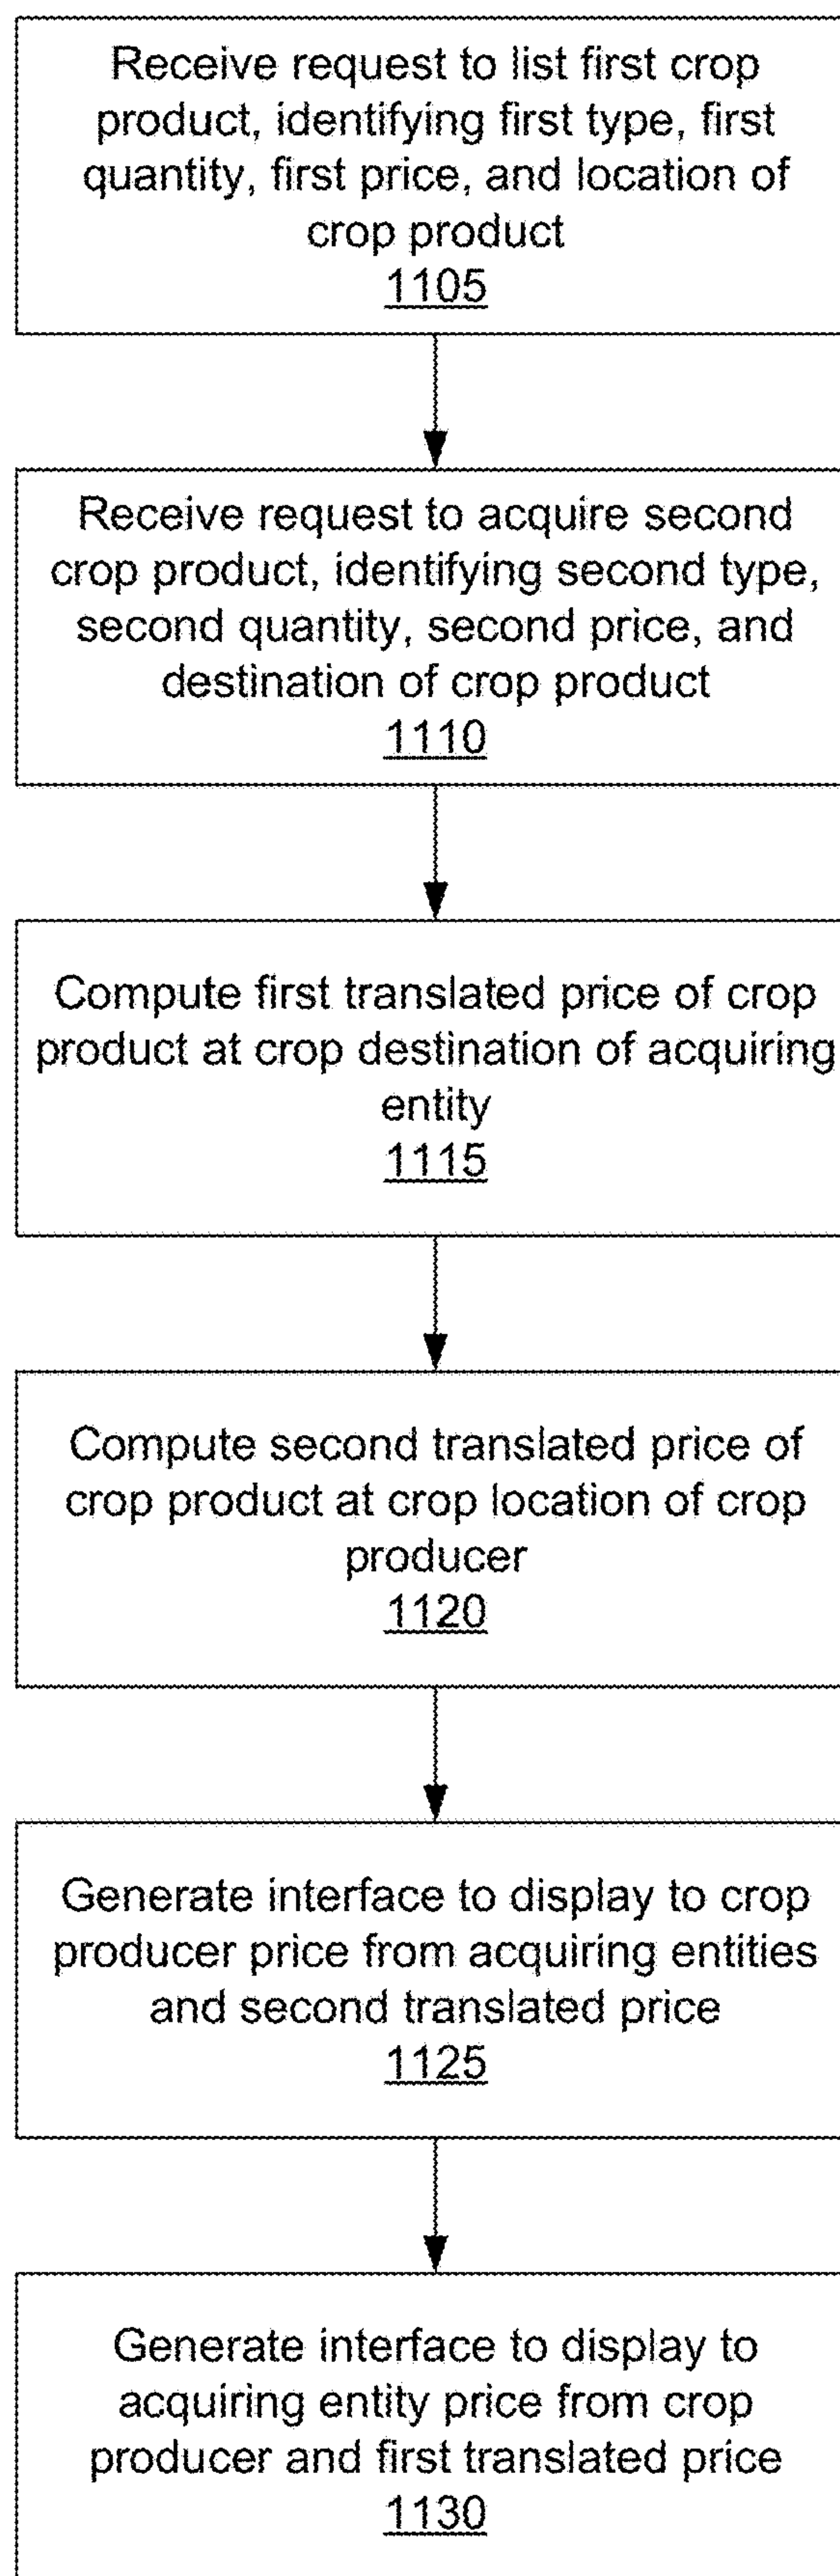 Receive request to list first crop
product, identifying first type, first
quantity, first price, and location of
crop product
1105
Receive request to acquire second
crop product, identifying second type,
second quantity, second price, and
destination of crop product
1110
Compute first translated price of crop
product at crop destination of acquiring
entity
1115
Compute second translated price of
crop product at crop location of crop
producer
1120
Generate interface to display to crop
producer price from acquiring entities
and second translated price
1125
Generate interface to display to
acquiring entity price from crop
producer and first translated price
1130